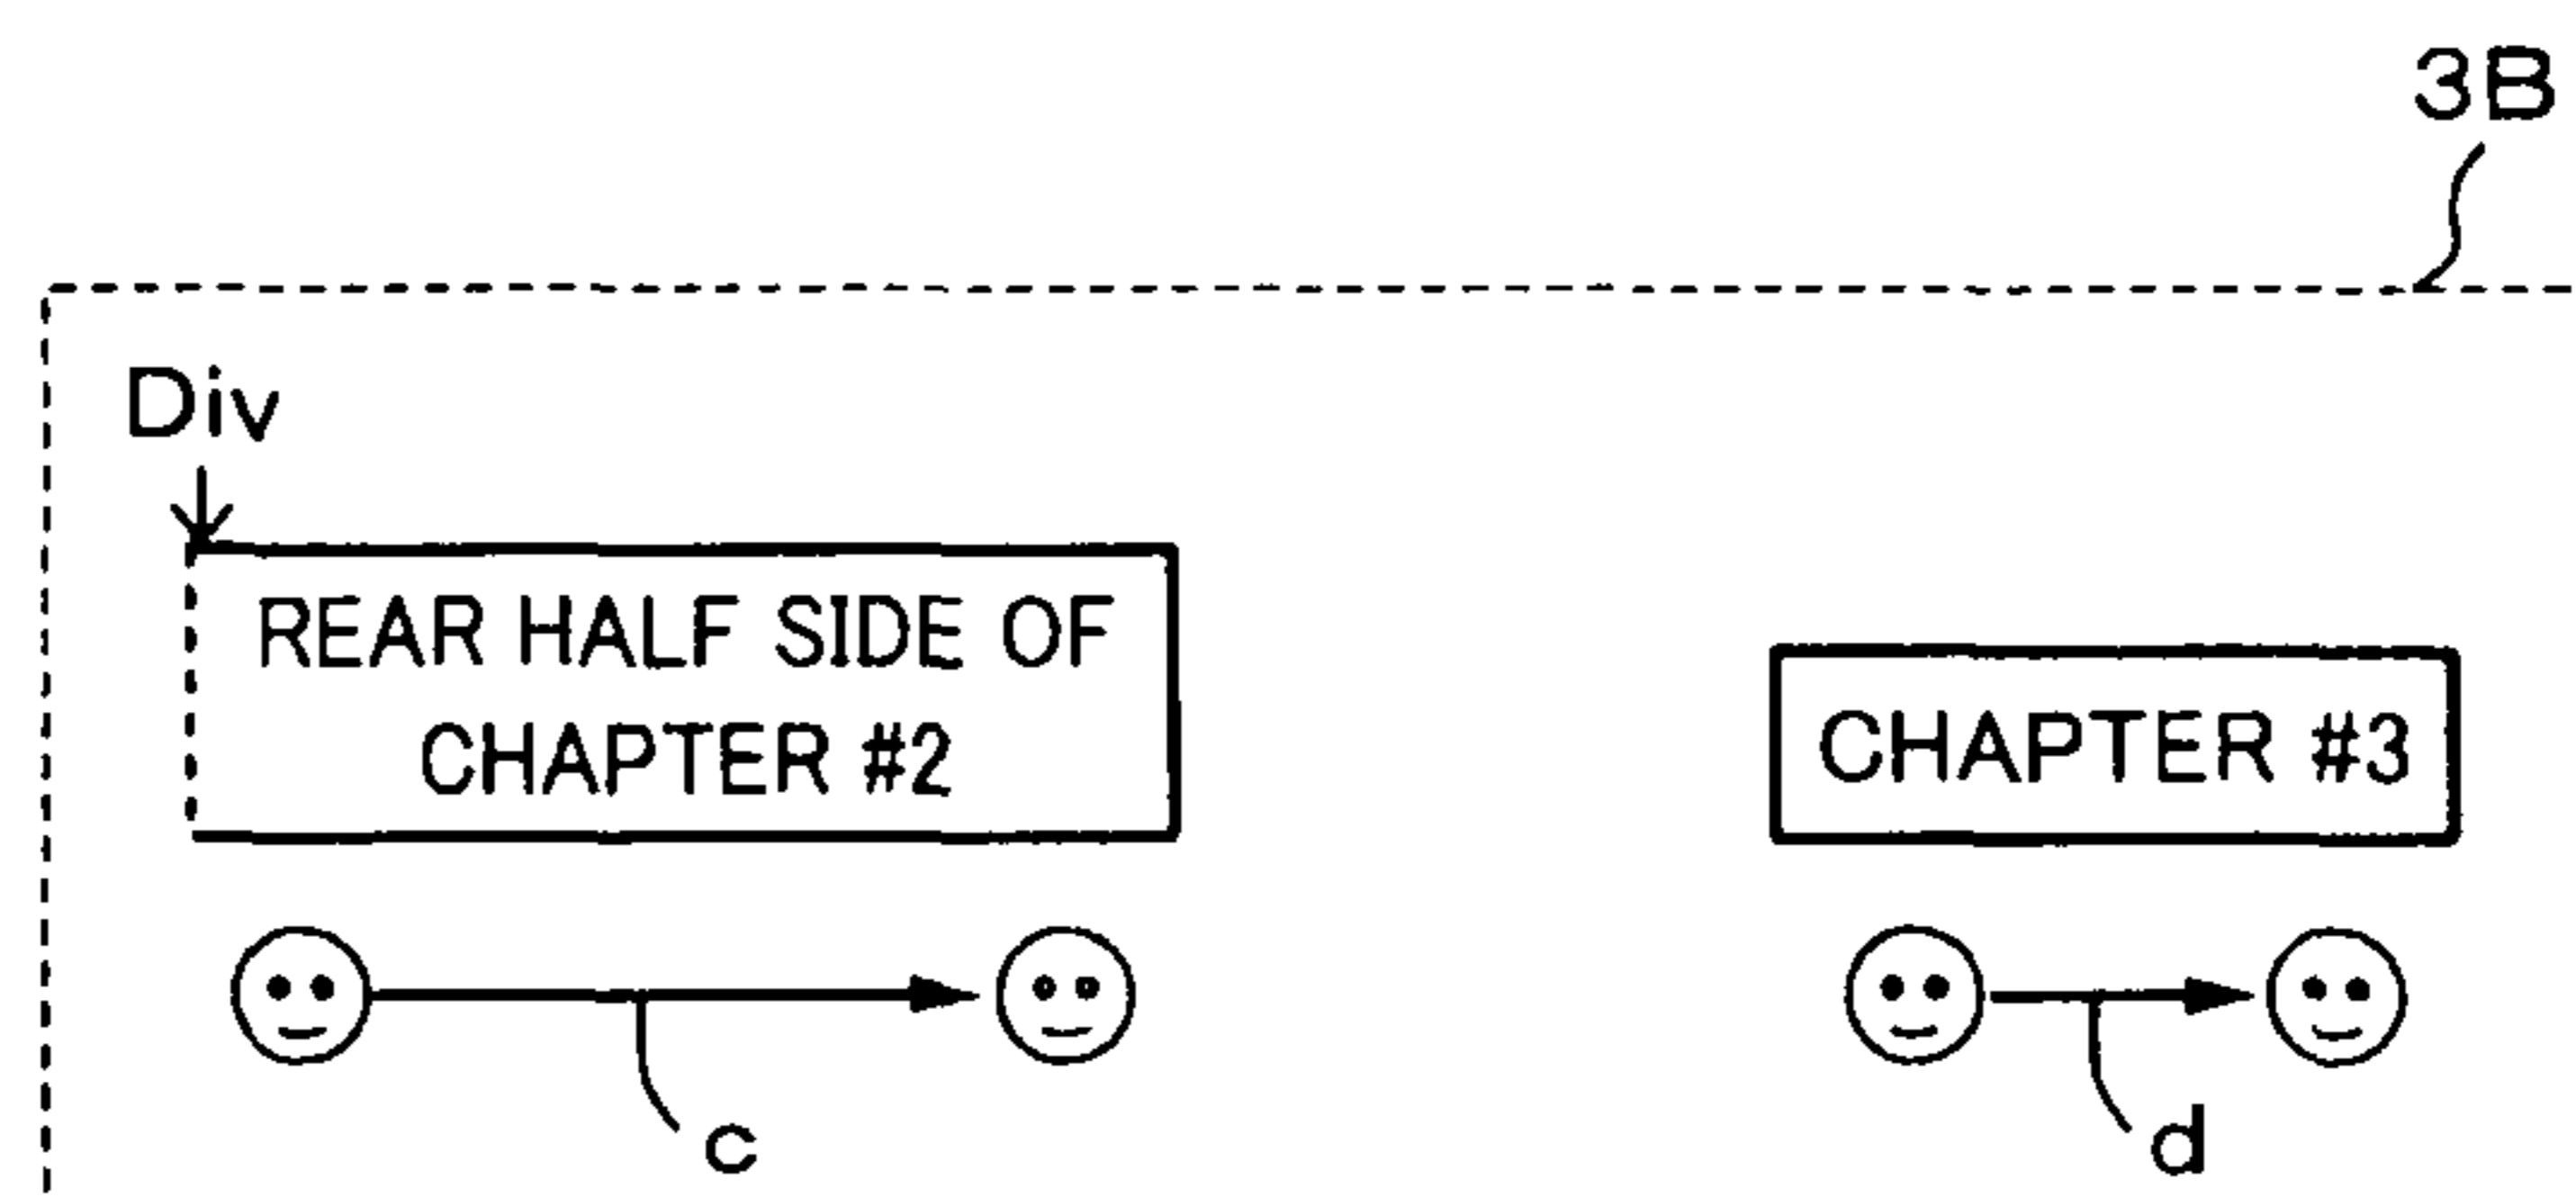 3B
Div
REAR HALF SIDE OF
CHAPTER #2
CHAPTER #3
c
d